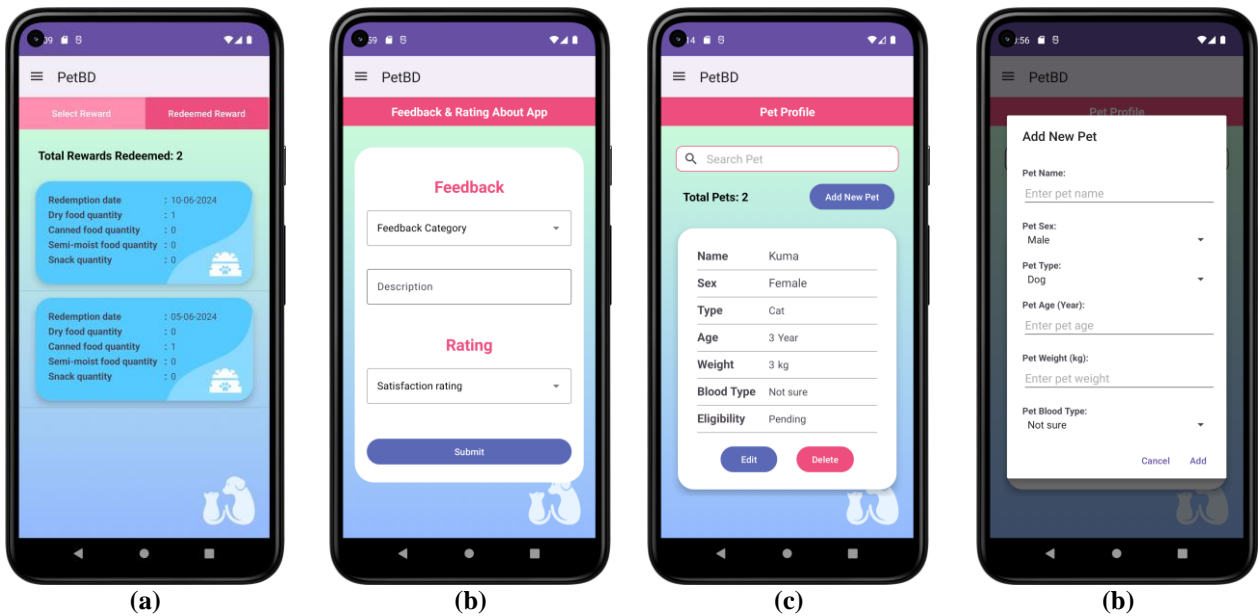 09
PetBD
Select Reward Redeemed Reward
Total Rewards Redeemed: 2
Redemption date : 10-06-2024
Dry food quantity : 1
Canned food quantity : 0
Semi-moist food quantity : 0
Snack quantity : 0
Redemption date : 05-06-2024
Dry food quantity : 0
Canned food quantity : 1
Semi-moist food quantity : 0
Snack quantity : 0
(a)
59
PetBD
Feedback & Rating About App
Feedback
Feedback Category
Description
Rating
Satisfaction rating
Submit
(b)
14
PetBD
Pet Profile
Search Pet
Total Pets: 2 Add New Pet
Name Kuma
Sex Female
Type Cat
Age 3 Year
Weight 3 kg
Blood Type Not sure
Eligibility Pending
Edit Delete
(c)
:56
PetBD
Pet Profile
Add New Pet
Pet Name:
Enter pet name
Pet Sex:
Male
Pet Type:
Dog
Pet Age (Year):
Enter pet age
Pet Weight (kg):
Enter pet weight
Pet Blood Type:
Not sure
Cancel Add
(b)